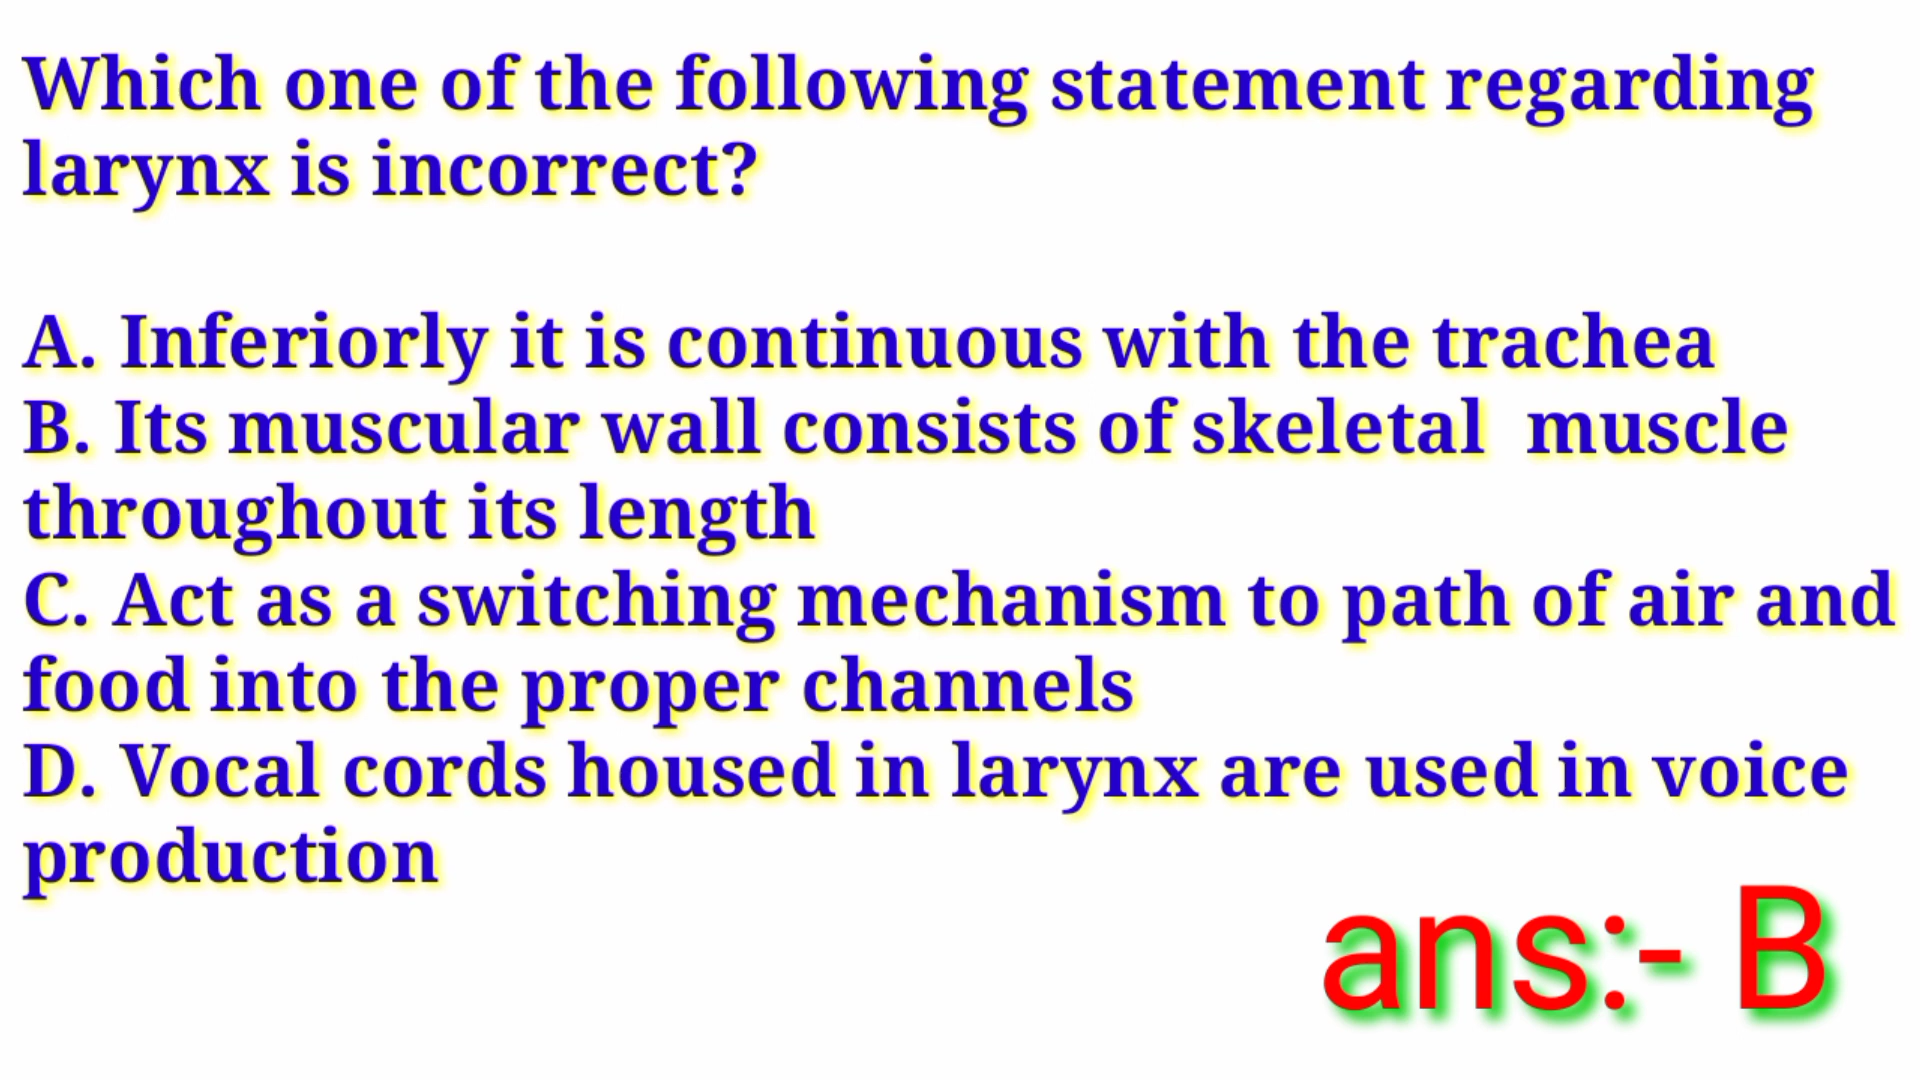 Which one of the following statement regarding
larynx is incorrect?
A. Inferiorly it is continuous with the trachea
B. Its muscular wall consists of skeletal  muscle
throughout its length
C. Act as a switching mechanism to path of air and
food into the proper channels
D. Vocal cords housed in larynx are used in voice
production
ans:- B